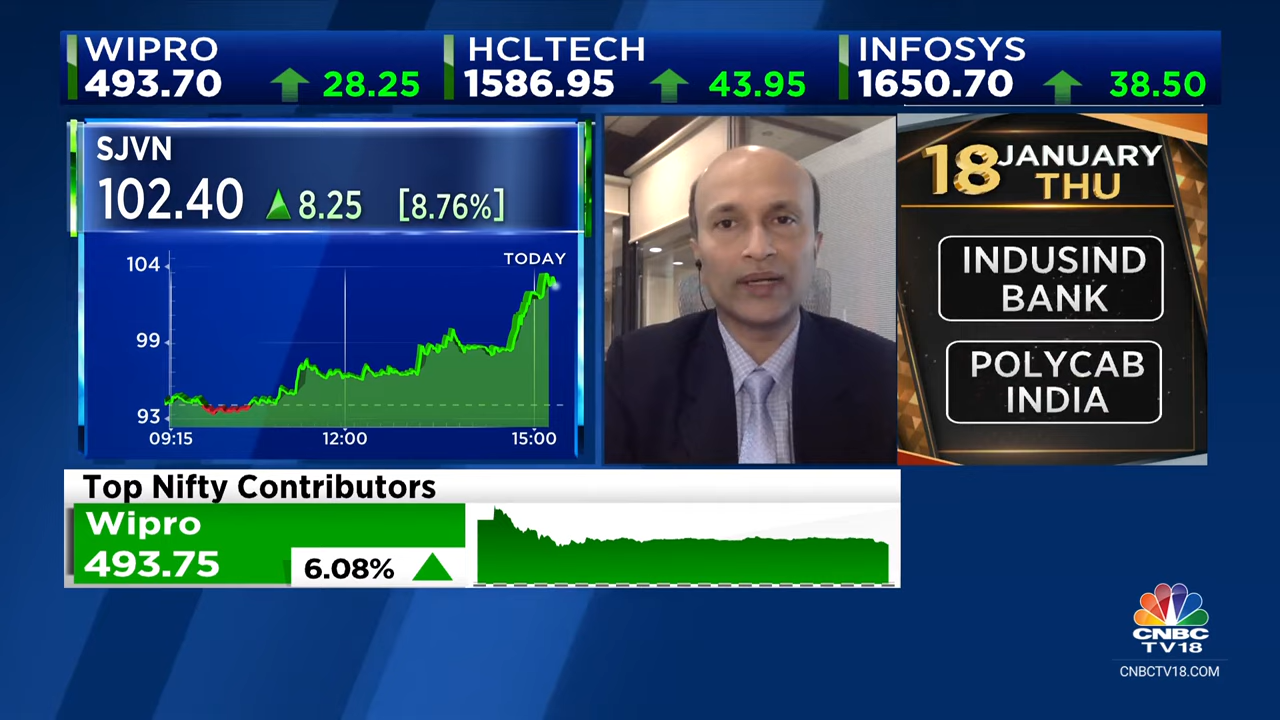 WIPRO
493.70 28.25
HCLTECH
1586.95 43.95
INFOSYS
1650.70 38.50
SJVN
102.40 8.25 [8.76%]
TODAY
104
99
93
09:15 12:00 15:00
18 JANUARY
THU
INDUSIND
BANK
POLYCAB
INDIA
Top Nifty Contributors
Wipro
493.75 6.08%
CNBC
TV18
CNBCTV18.COM